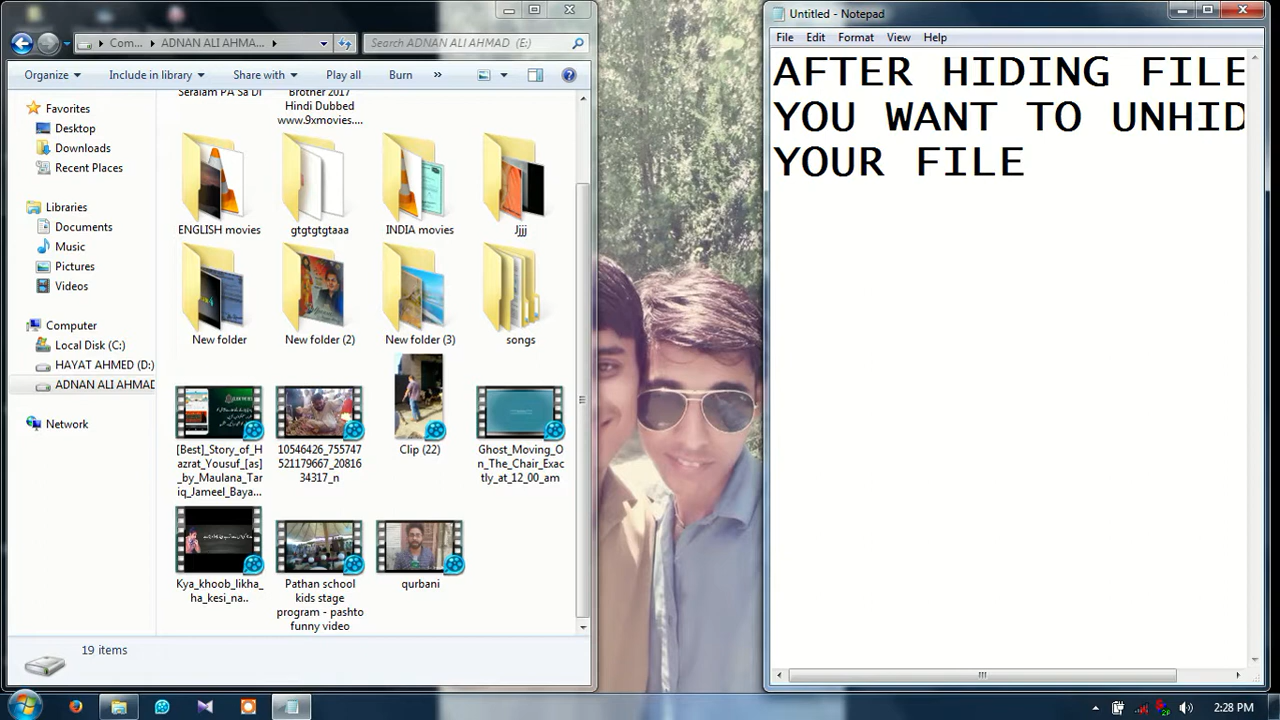 Com...
ADNAN ALI AHMA...
Search ADNAN ALI AHMAD (E:)
Organize
Include in library
Share with
Play all
Burn
»
Favorites
Desktop
Downloads
Recent Places
Libraries
Documents
Music
Pictures
Videos
Computer
Local Disk (C:)
HAYAT AHMED (D:)
ADNAN ALI AHMAD
Network
Brother 2017
Hindi Dubbed
www.9xmovies....
ENGLISH movies
gtgtgtgtaaa
INDIA movies
Jjjj
New folder
New folder (2)
New folder (3)
songs
[Best]_Story_of_H
azrat_Yousuf_[as]
_by_Maulana_Tar
iq_Jameel_Baya...
10546426_755747
521179667_20816
34317_n
Clip (22)
Ghost_Moving_O
n_The_Chair_Exac
tly_at_12_00_am
Kya_khoob_likha_
ha_kesi_na..
Pathan school
kids stage
program - pashto
funny video
qurbani
19 items
Untitled - Notepad
File Edit Format View Help
AFTER HIDING FILE
YOU WANT TO UNHID
YOUR FILE
2:28 PM